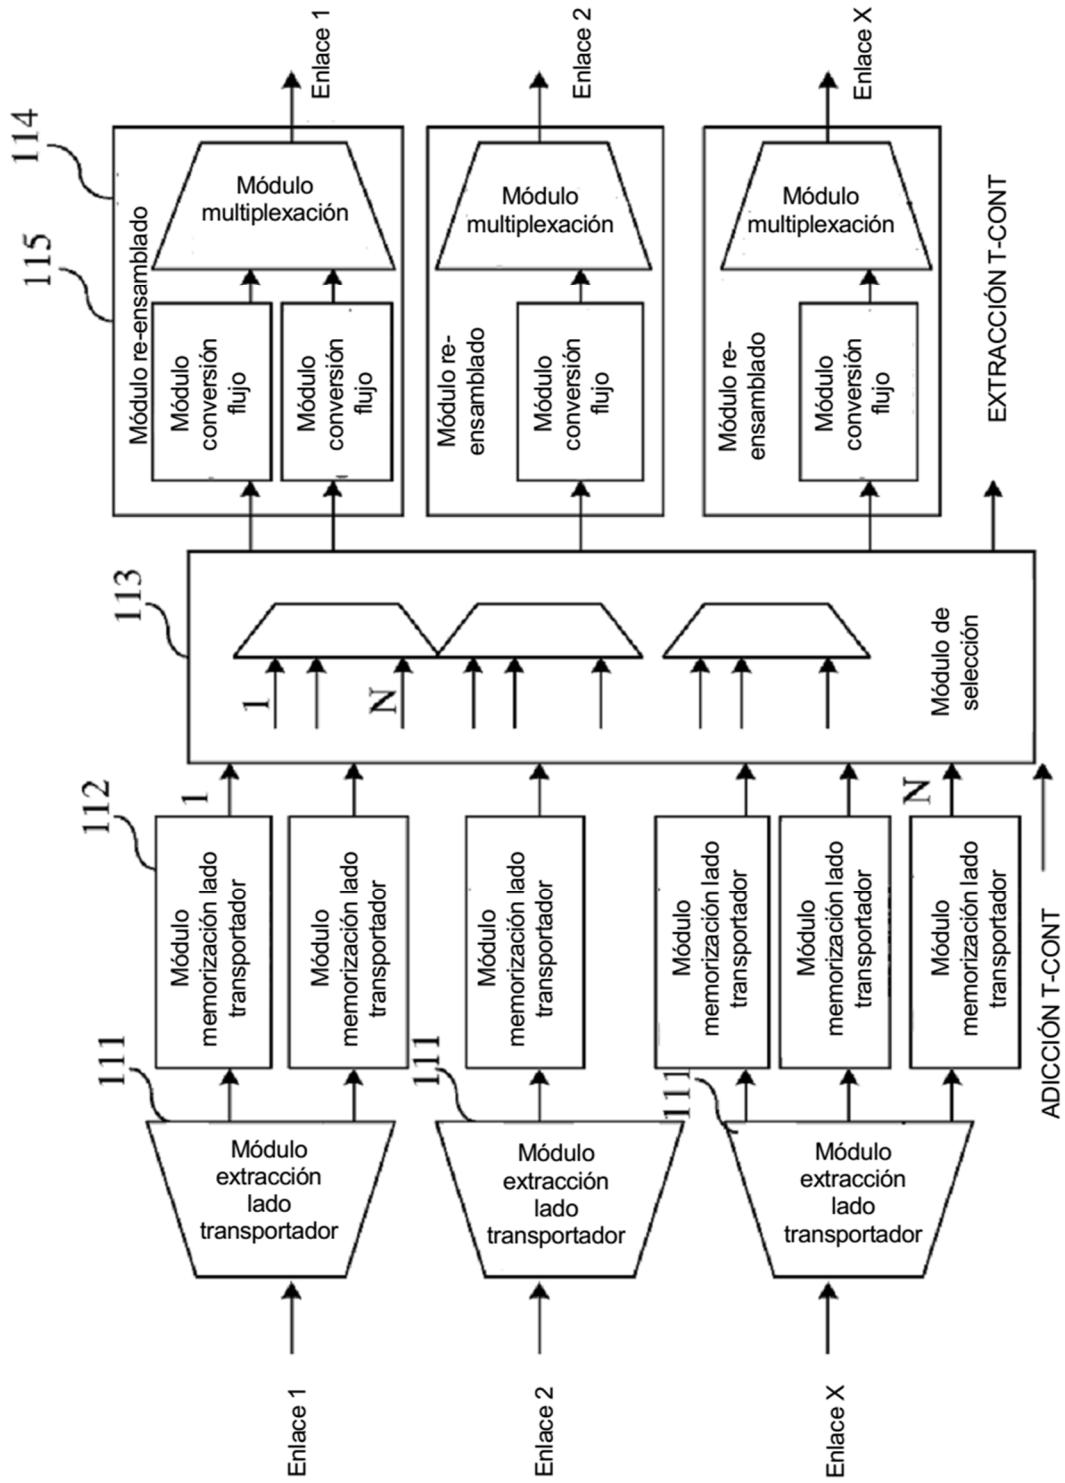 Enlace 1
Enlace 2
Enlace X
114
115
Módulo re-ensamblado
Módulo
multiplexación
Módulo
conversión
flujo
Módulo
conversión
flujo
Módulo re-
ensamblado
Módulo
multiplexación
Módulo
conversión
flujo
Módulo re-
ensamblado
Módulo
multiplexación
Módulo
conversión
flujo
EXTRACCIÓN T-CONT
113
1
N
Módulo de
selección
112
1
N
Módulo
memorización lado
transportador
Módulo
memorización lado
transportador
Módulo
memorización lado
transportador
Módulo
memorización lado
transportador
Módulo
memorización lado
transportador
Módulo
memorización lado
transportador
ADICCIÓN T-CONT
111
111
111
Módulo
extracción
lado
transportador
Módulo
extracción
lado
transportador
Módulo
extracción
lado
transportador
Enlace 1
Enlace 2
Enlace X